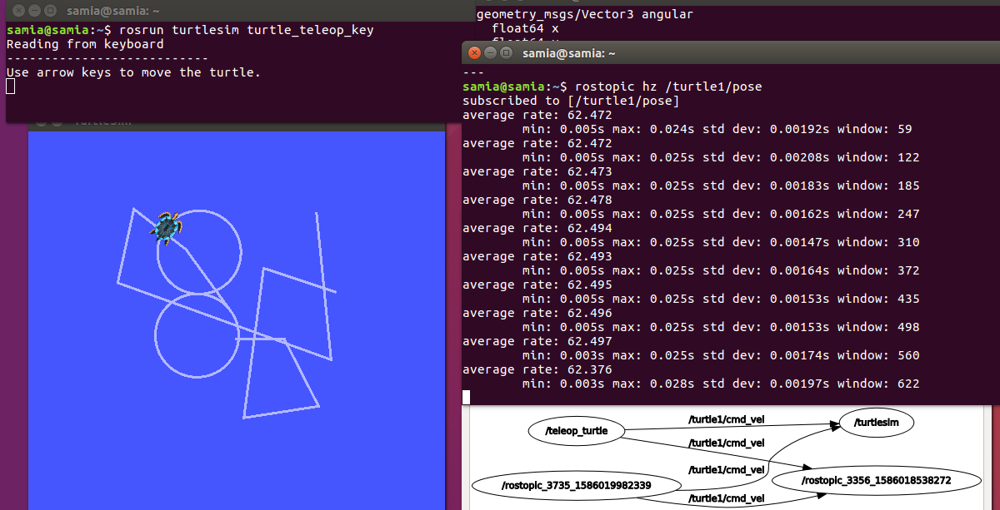 samia@samia: ~
samia@samia:~$ rosrun turtlesim turtle_teleop_key
Reading from keyboard
---------------------------
Use arrow keys to move the turtle.
TurtleSim
geometry_msgs/Vector3 angular
float64 x
float64 y
samia@samia: ~
---
samia@samia:~$ rostopic hz /turtle1/pose
subscribed to [/turtle1/pose]
average rate: 62.472
min: 0.005s max: 0.024s std dev: 0.00192s window: 59
average rate: 62.472
min: 0.005s max: 0.025s std dev: 0.00208s window: 122
average rate: 62.473
min: 0.005s max: 0.025s std dev: 0.00183s window: 185
average rate: 62.478
min: 0.005s max: 0.025s std dev: 0.00162s window: 247
average rate: 62.494
min: 0.005s max: 0.025s std dev: 0.00147s window: 310
average rate: 62.493
min: 0.005s max: 0.025s std dev: 0.00164s window: 372
average rate: 62.495
min: 0.005s max: 0.025s std dev: 0.00153s window: 435
average rate: 62.496
min: 0.005s max: 0.025s std dev: 0.00153s window: 498
average rate: 62.497
min: 0.003s max: 0.025s std dev: 0.00174s window: 560
average rate: 62.376
min: 0.003s max: 0.028s std dev: 0.00197s window: 622
/teleop_turtle
/turtle1/cmd_vel
/turtlesim
/turtle1/cmd_vel
/turtle1/cmd_vel
/rostopic_3735_1586019982339
/rostopic_3356_1586018538272
/turtle1/cmd_vel